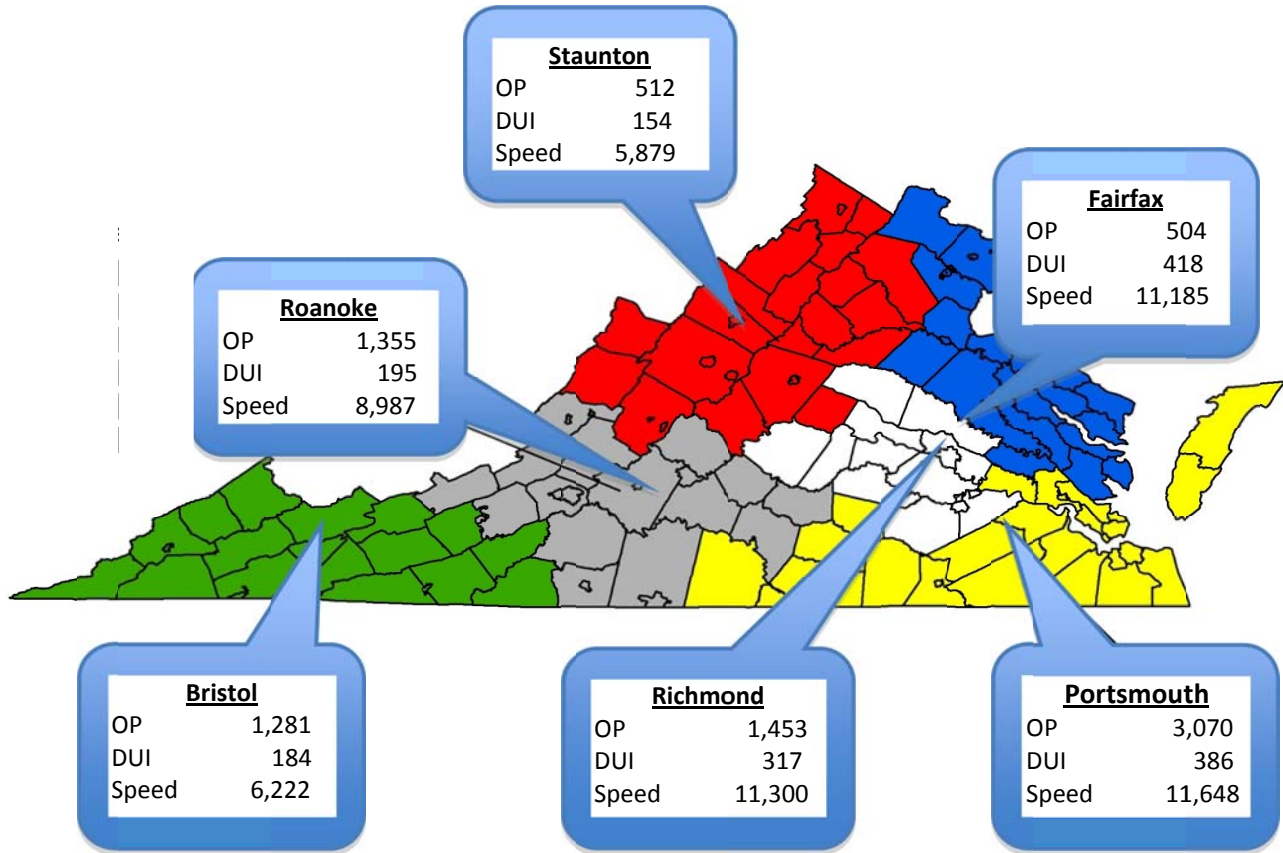 Staunton
OP 512
DUI 154
Speed 5,879
Fairfax
OP 504
DUI 418
Speed 11,185
Roanoke
OP 1,355
DUI 195
Speed 8,987
Bristol
OP 1,281
DUI 184
Speed 6,222
Richmond
OP 1,453
DUI 317
Speed 11,300
Portsmouth
OP 3,070
DUI 386
Speed 11,648